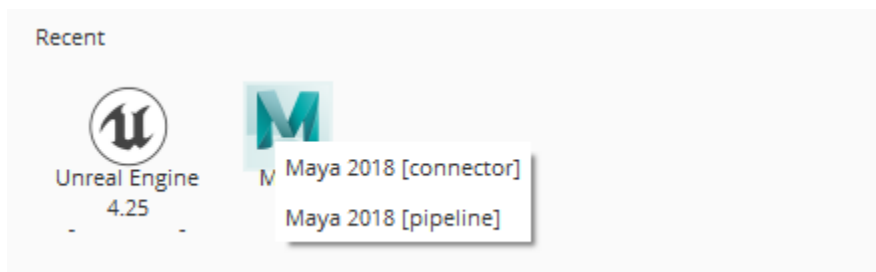 Recent
Unreal Engine
4.25
-
-
M
Maya 2018 [connector]
Maya 2018 [pipeline]